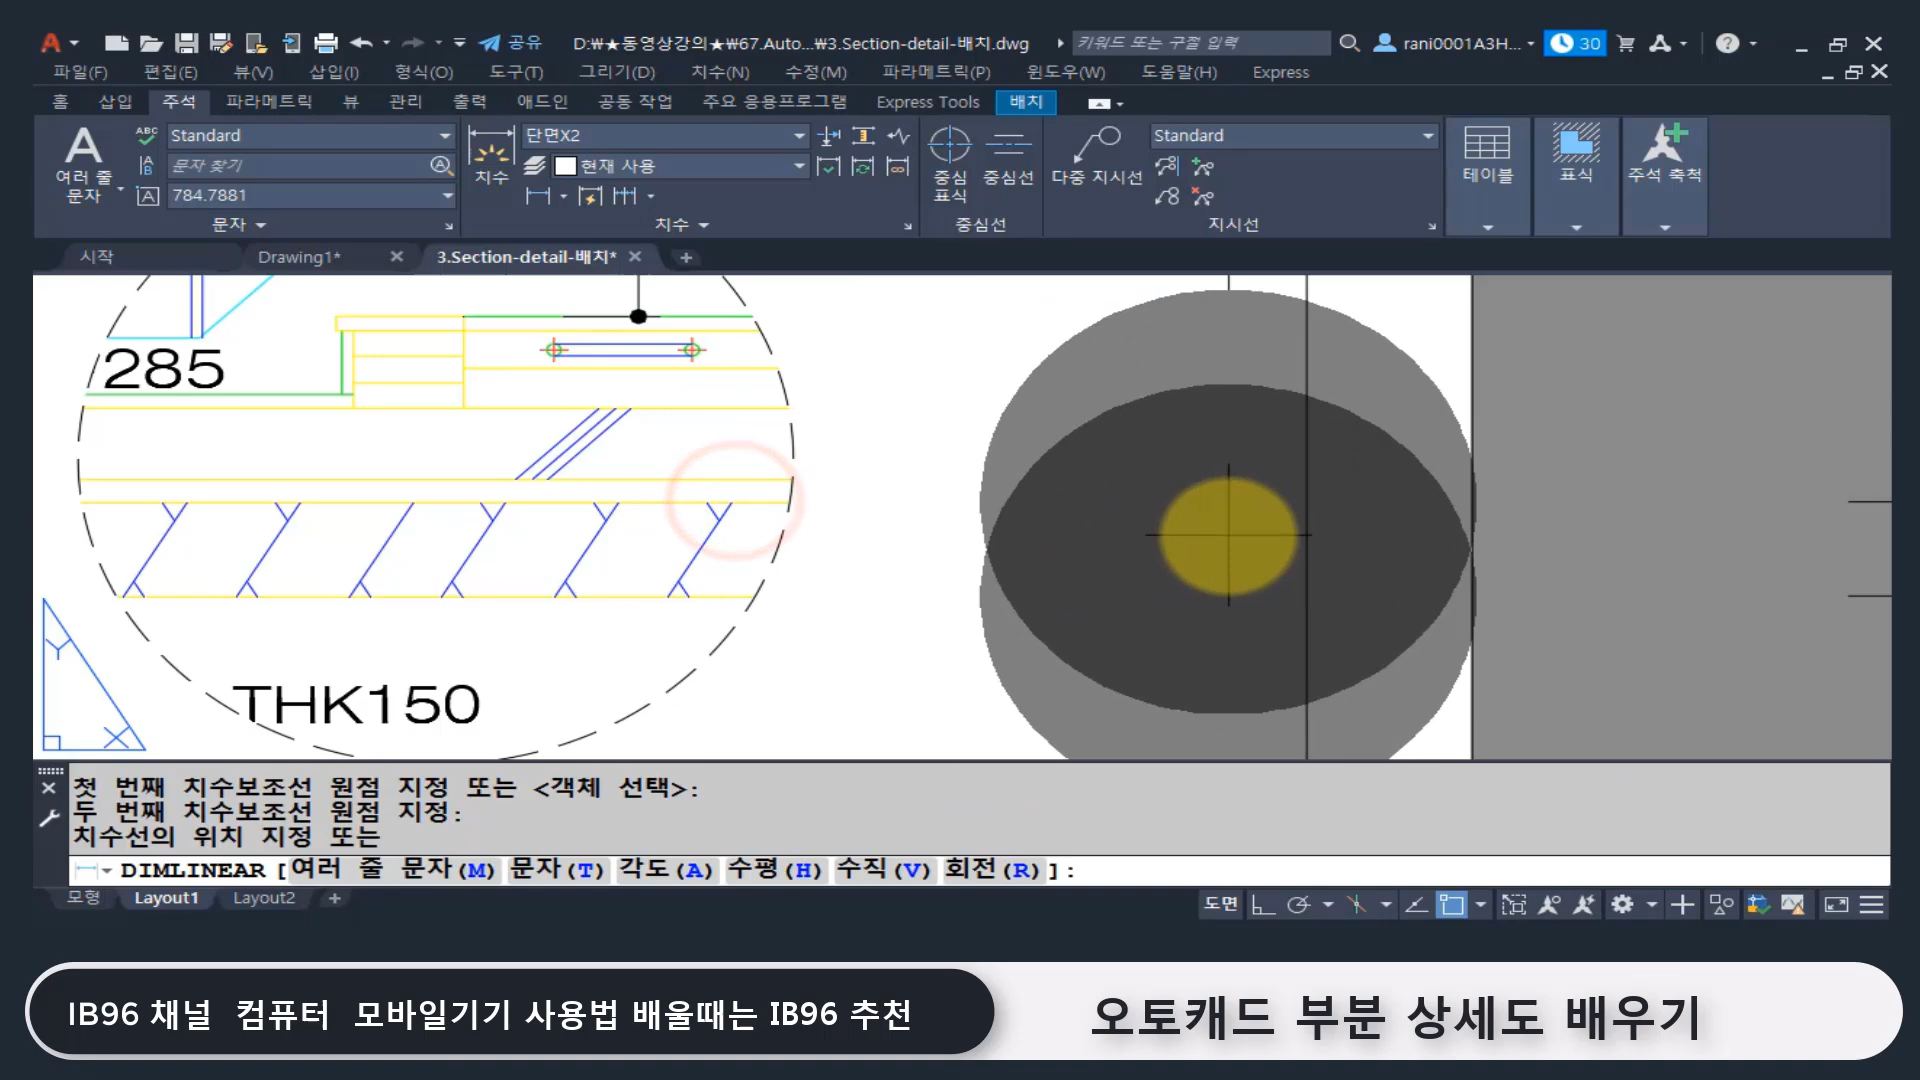 공유
D:₩★동영상강의★₩67.Auto...₩3.Section-detail-배치.dwg
키워드 또는 구절 입력
rani0001A3H...
30
파일(F) 편집(E) 뷰(V) 삽입(I) 형식(O) 도구(T) 그리기(D) 치수(N) 수정(M) 파라메트릭(P) 윈도우(W) 도움말(H) Express
홈 삽입 주석 파라메트릭 뷰 관리 출력 애드인 공동 작업 주요 응용프로그램 Express Tools 배치
A ABC Standard 단면X2 Standard
여러 줄 문자
문자 찾기
784.7881
치수
현재 사용
중심 표식
중심선
다중 지시선
테이블
표식
주석 축척
문자 치수 중심선 지시선
시작 Drawing1* 3.Section-detail-배치*
285
THK150
Y
X
첫 번째 치수보조선 원점 지정 또는 <객체 선택>:
두 번째 치수보조선 원점 지정:
치수선의 위치 지정 또는
DIMLINEAR [여러 줄 문자(M) 문자(T) 각도(A) 수평(H) 수직(V) 회전(R)]:
모형 Layout1 Layout2 도면
IB96 채널 컴퓨터 모바일기기 사용법 배울때는 IB96 추천
오토캐드 부분 상세도 배우기